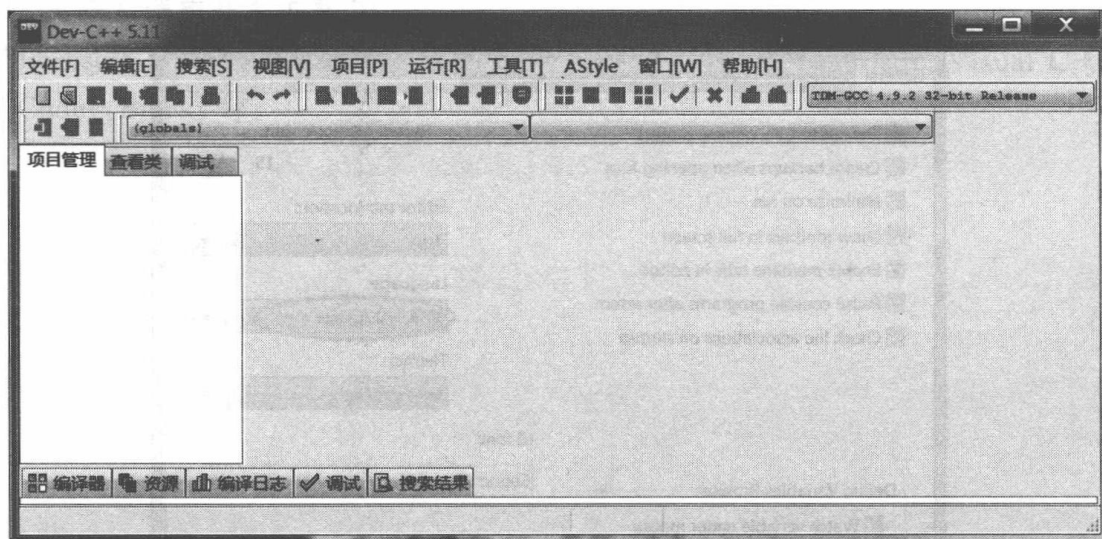 Dev-C++ 5.11
文件[F] 编辑[E] 搜索[S] 视图[V] 项目[P] 运行[R] 工具[T] AStyle 窗口[W] 帮助[H]
TDM-GCC 4.9.2 32-bit Release
(globals)
项目管理 查看类 调试
编译器 资源 编译日志 调试 搜索结果